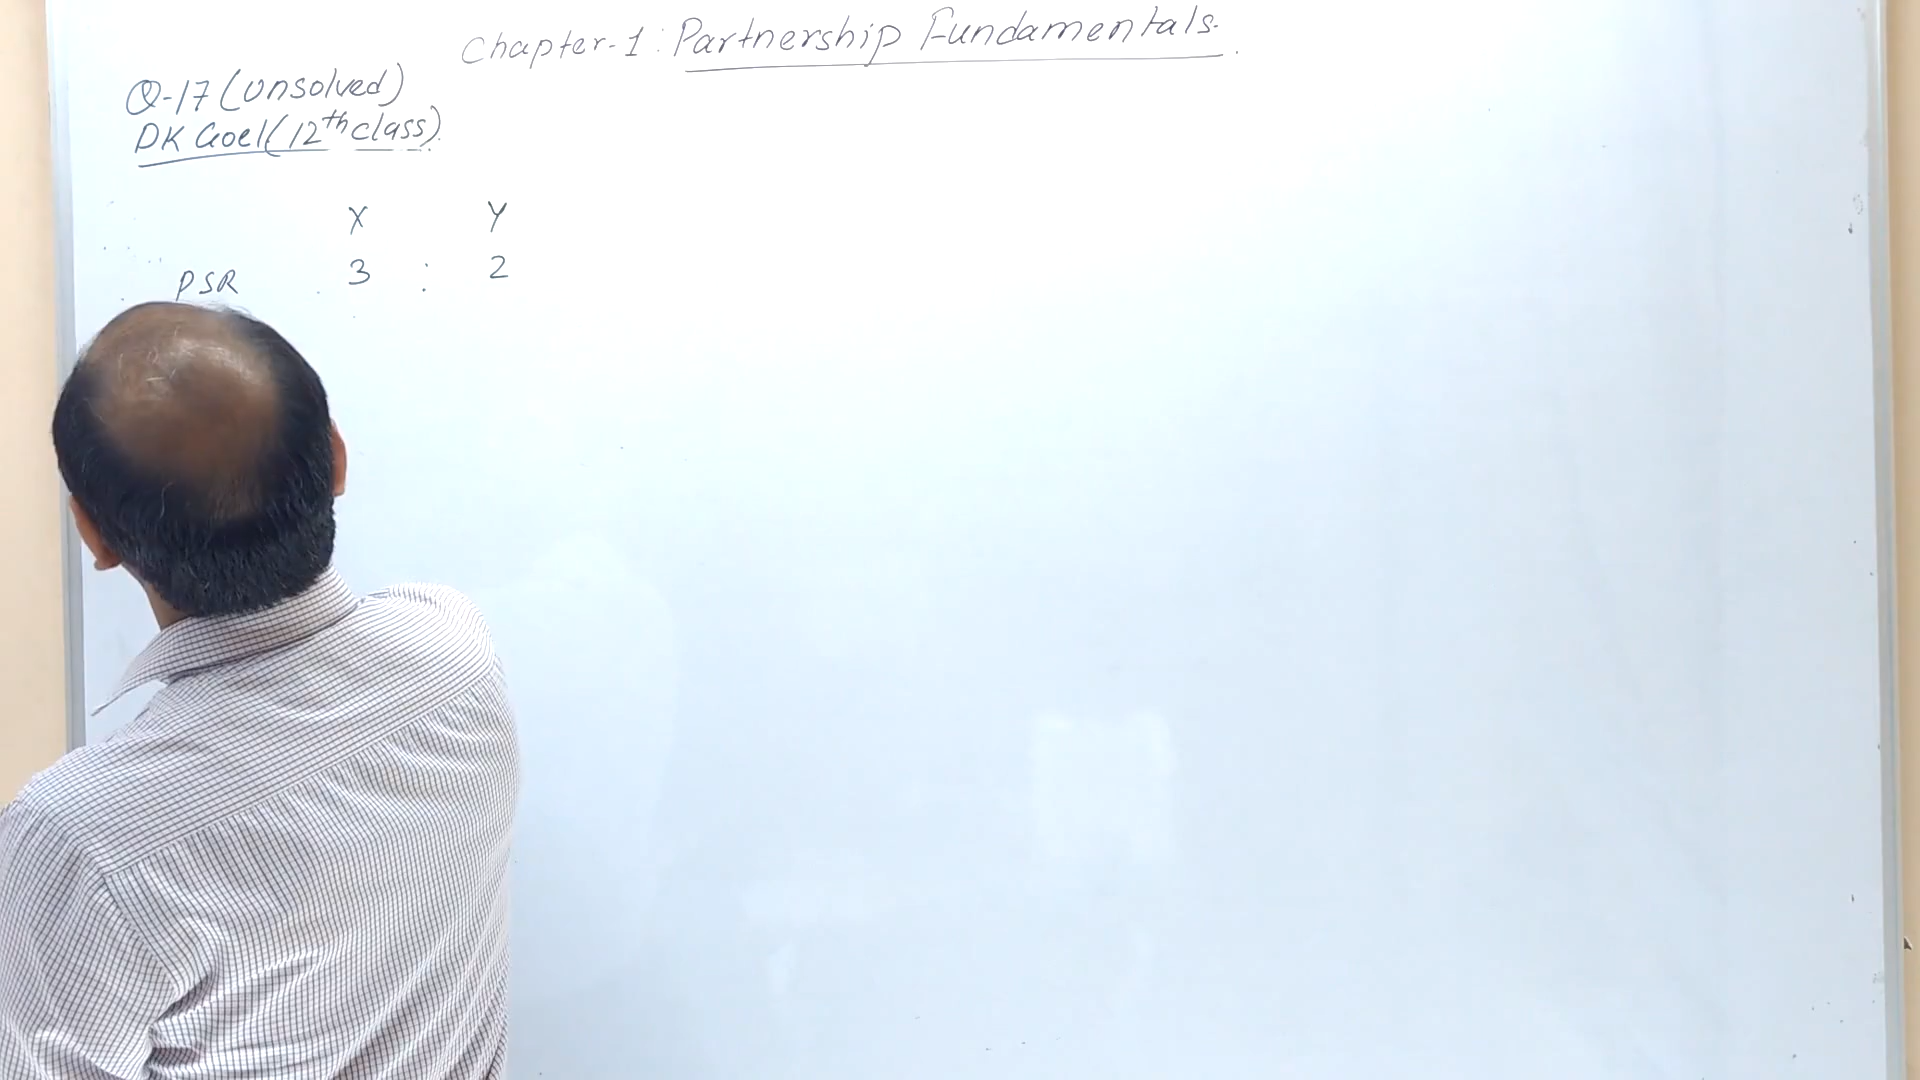 Chapter-1: Partnership Fundamentals.
Q-17 (unsolved)
DK Goel (12th class).
X Y
PSR 3 : 2